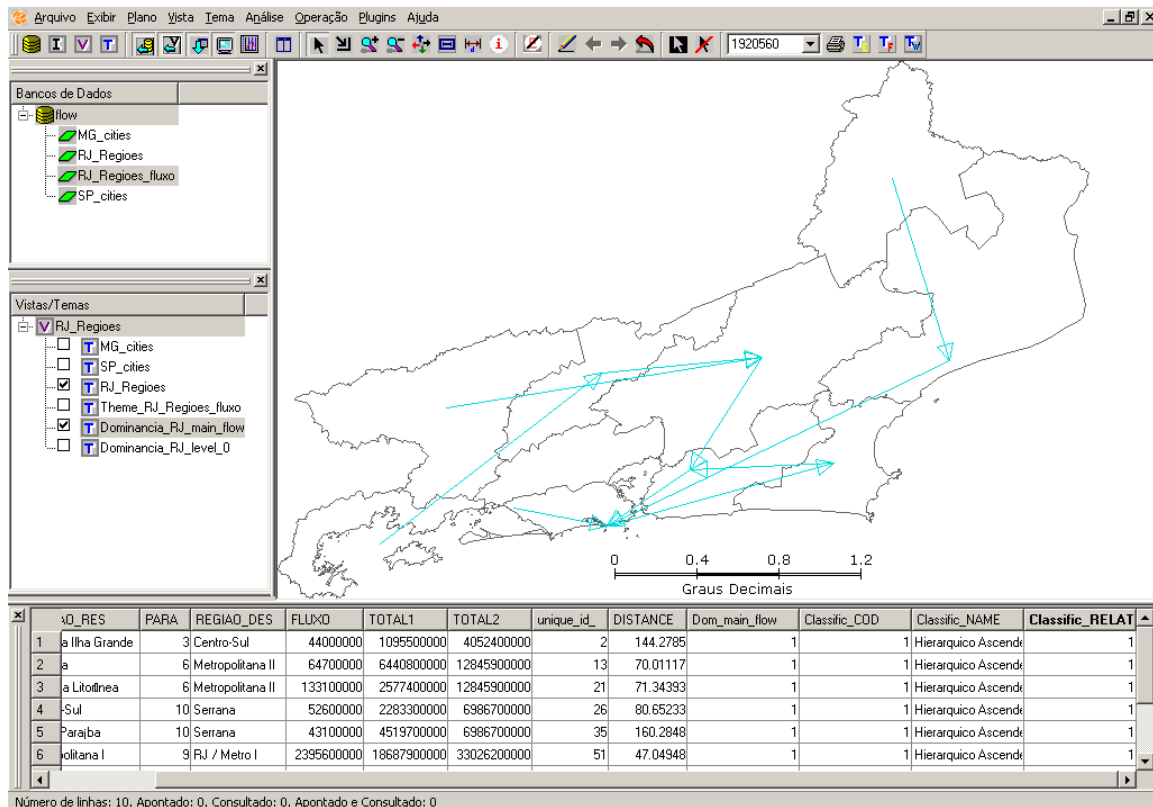 Arquivo Exibir Plano Vista Tema Análise Operação Plugins Ajuda
I V T 1920560
Bancos de Dados
flow
MG_cities
RJ_Regioes
RJ_Regioes_fluxo
SP_cities
Vistas/Temas
V RJ_Regioes
T MG_cities
T SP_cities
T RJ_Regioes
T Theme_RJ_Regioes_fluxo
T Dominancia_RJ_main_flow
T Dominancia_RJ_level_0
0 0.4 0.8 1.2
Graus Decimais
AO_RES PARA REGIAO_DES FLUXO TOTAL1 TOTAL2 unique_id_ DISTANCE Dom_main_flow Classific_COD Classific_NAME Classific_RELAT
1 a Ilha Grande 3 Centro-Sul 44000000 1095500000 4052400000 2 144.2785 1 1 Hierarquico Ascende 1
2 a 6 Metropolitana II 64700000 6440800000 12845900000 13 70.01117 1 1 Hierarquico Ascende 1
3 a Litorânea 6 Metropolitana II 133100000 2577400000 12845900000 21 71.34393 1 1 Hierarquico Ascende 1
4 -Sul 10 Serrana 52600000 2283300000 6986700000 26 80.65233 1 1 Hierarquico Ascende 1
5 10 Serrana 43100000 4519700000 6986700000 35 160.2848 1 1 Hierarquico Ascende 1
6 politana I 9 RJ / Metro I 2395600000 18687900000 33026200000 51 47.04948 1 1 Hierarquico Ascende 1
Número de linhas: 10, Apontado: 0, Consultado: 0, Apontado e Consultado: 0